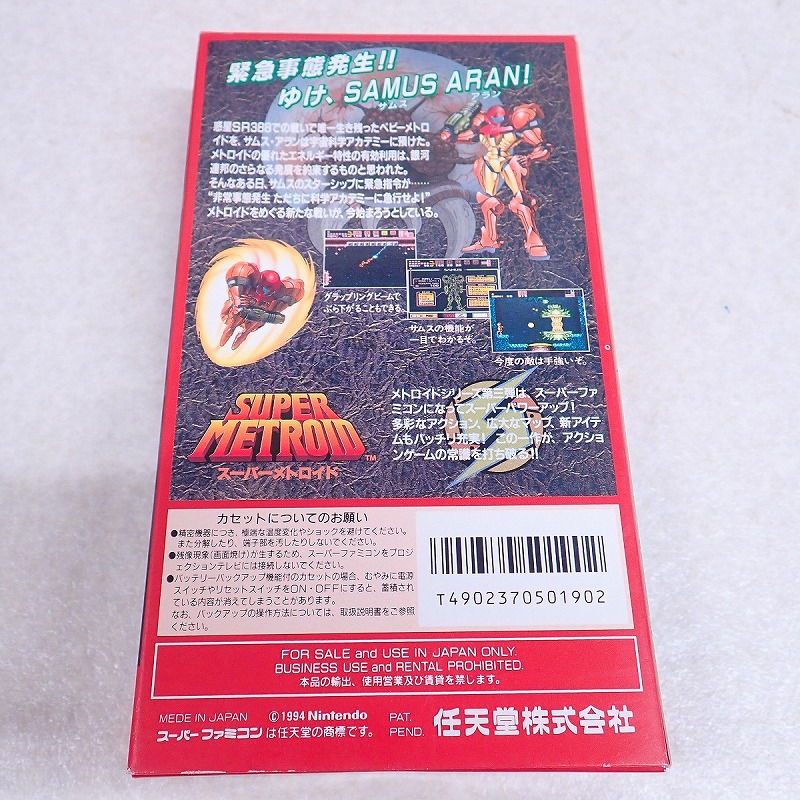 緊急事態発生!!
ゆけ、SAMUS ARAN!
サムス アラン
惑星SR388での戦いで唯一生き残ったベビーメトロ
イドを、サムス・アランは宇宙科学アカデミーに預けた。
メトロイドの優れたエネルギー特性の有効利用は、銀河
連邦のさらなる発展を約束するものと思われた。
そんなある日、サムスのスターシップに緊急指令が……
“非常事態発生 ただちに科学アカデミーに急行せよ!”
メトロイドをめぐる新たな戦いが、今始まろうとしている。
グラップリングビームで
ぶら下がることもできる。
サムスの機能が
一目でわかるぞ。
今度の敵は手強いぞ。
SUPER
METROID™
スーパーメトロイド
メトロイドシリーズ第三弾は、スーパーファ
ミコンになってスーパーパワーアップ!
多彩なアクション、広大なマップ、新アイテ
ムもバッチリ充実! この一作が、アクショ
ンゲームの常識を打ち破る!!
カセットについてのお願い
●精密機器につき、極端な温度変化やショックを避けてください。
また分解したり、端子部を汚したりしないでください。
●残像現象(画面焼け)が生ずるため、スーパーファミコンをプロジ
ェクションテレビには接続しないでください。
●バッテリーバックアップ機能付のカセットの場合、むやみに電源
スイッチやリセットスイッチをON・OFFにすると、蓄積され
ている内容が消えてしまうことがあります。
なお、バックアップの操作方法については、取扱説明書をご参照
ください。
T4902370501902
FOR SALE and USE IN JAPAN ONLY.
BUSINESS USE and RENTAL PROHIBITED.
本品の輸出、使用営業及び賃貸を禁じます。
MEDE IN JAPAN ©1994 Nintendo PAT.
スーパーファミコンは任天堂の商標です。 PEND.
任天堂株式会社